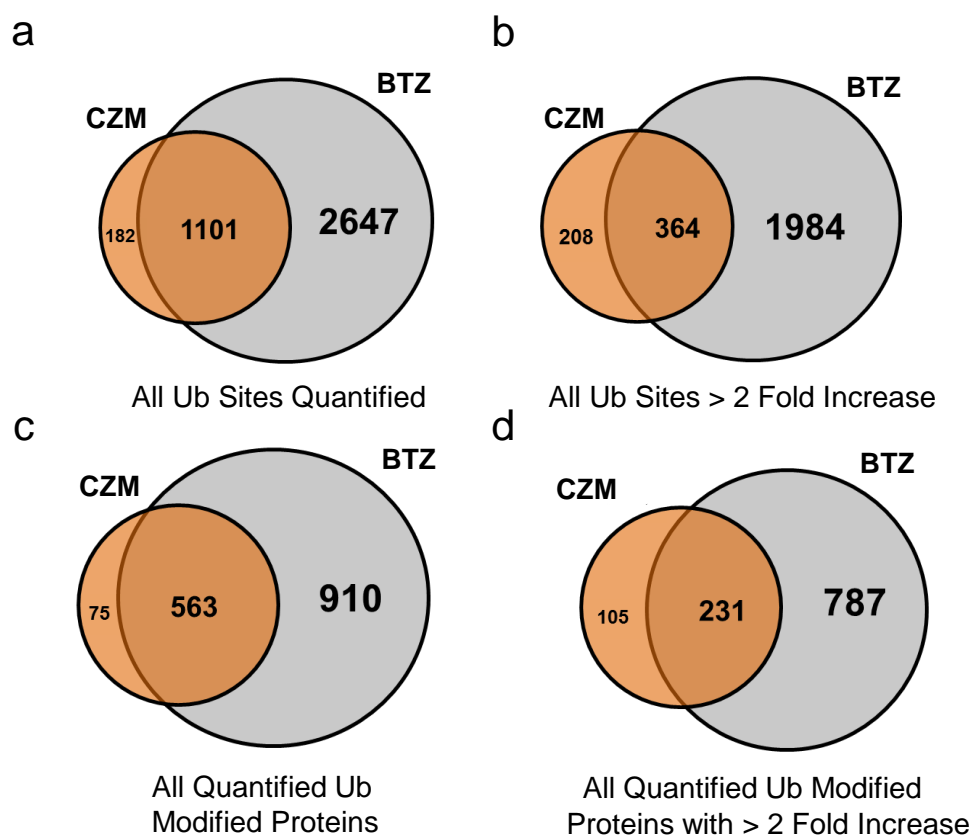 a
BTZ
CZM
182
1101
2647
All Ub Sites Quantified
b
BTZ
CZM
208
364
1984
All Ub Sites > 2 Fold Increase
c
BTZ
CZM
75
563
910
All Quantified Ub
Modified Proteins
d
BTZ
CZM
105
231
787
All Quantified Ub Modified
Proteins with > 2 Fold Increase